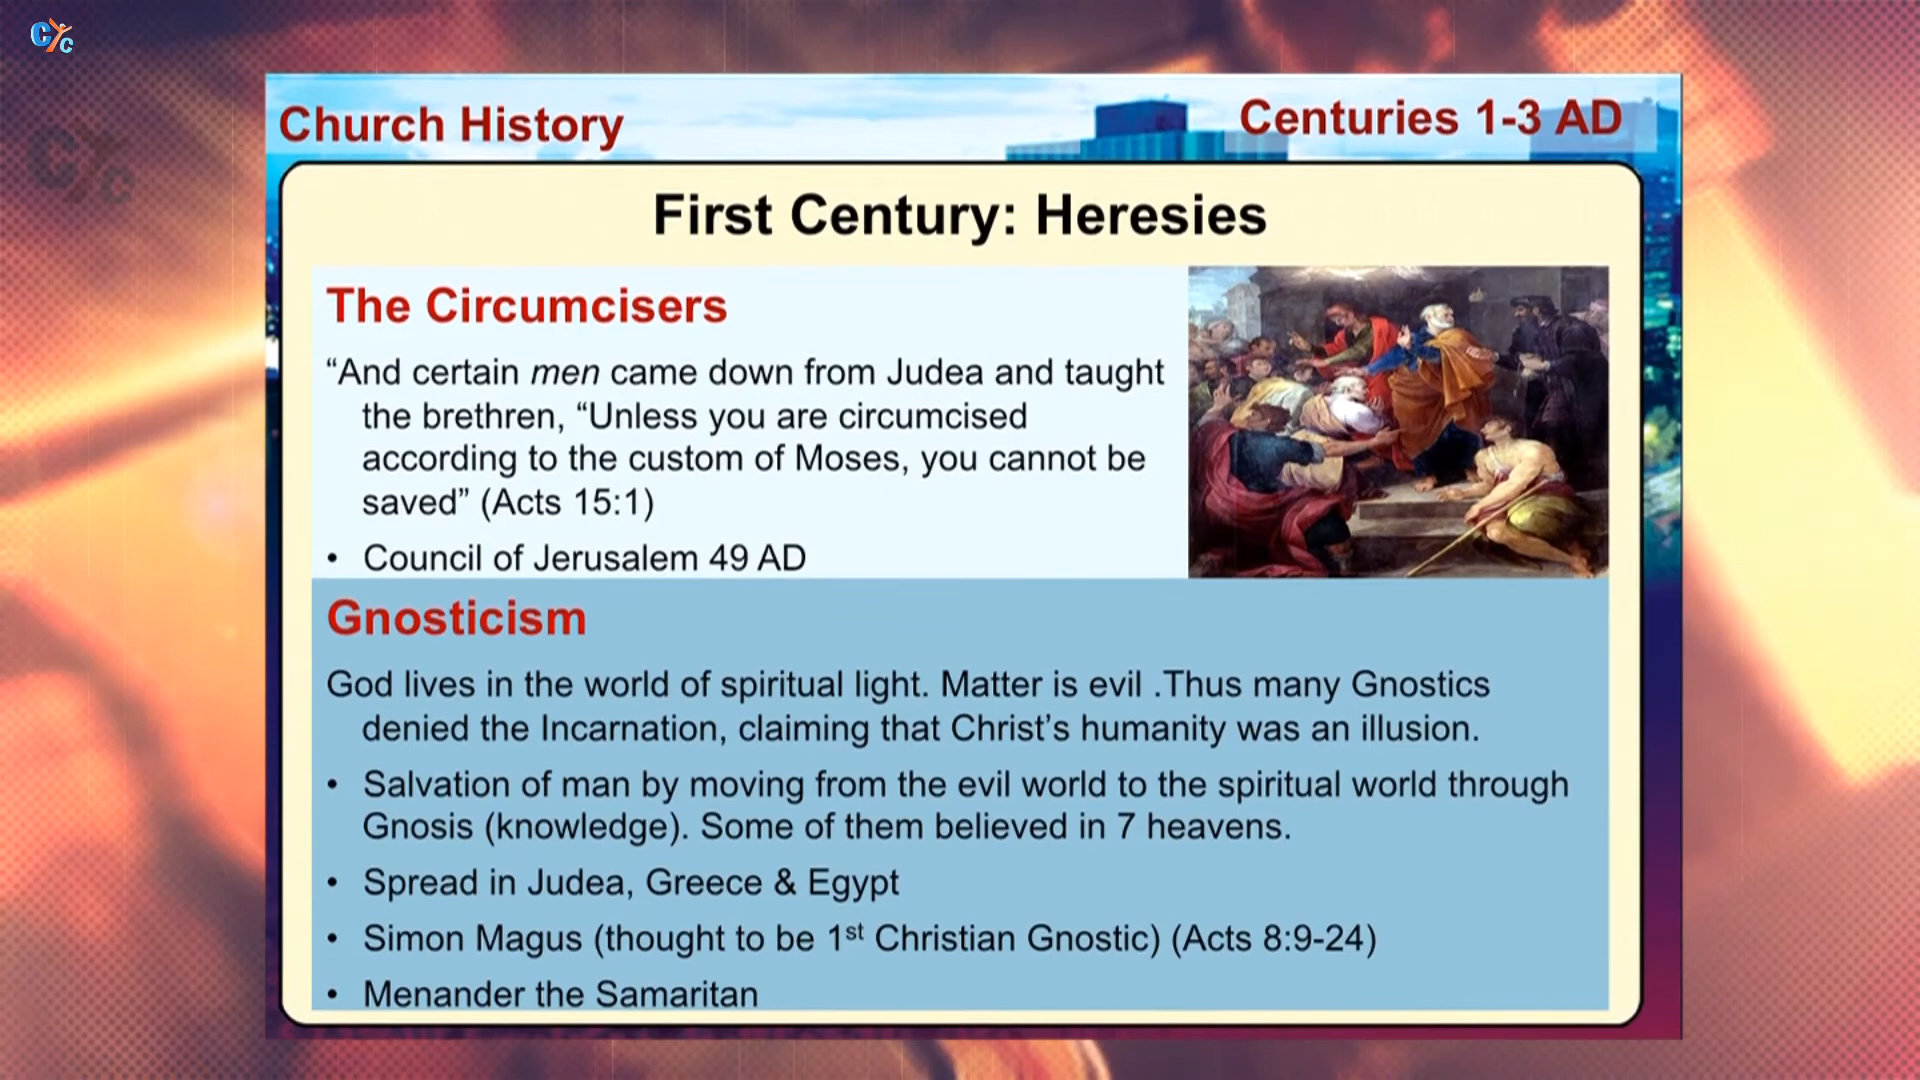 CYC
Church History
Centuries 1-3 AD
First Century: Heresies
The Circumcisers
“And certain men came down from Judea and taught
the brethren, “Unless you are circumcised
according to the custom of Moses, you cannot be
saved” (Acts 15:1)
• Council of Jerusalem 49 AD
Gnosticism
God lives in the world of spiritual light. Matter is evil .Thus many Gnostics
denied the Incarnation, claiming that Christ’s humanity was an illusion.
• Salvation of man by moving from the evil world to the spiritual world through
Gnosis (knowledge). Some of them believed in 7 heavens.
• Spread in Judea, Greece & Egypt
• Simon Magus (thought to be 1st Christian Gnostic) (Acts 8:9-24)
• Menander the Samaritan